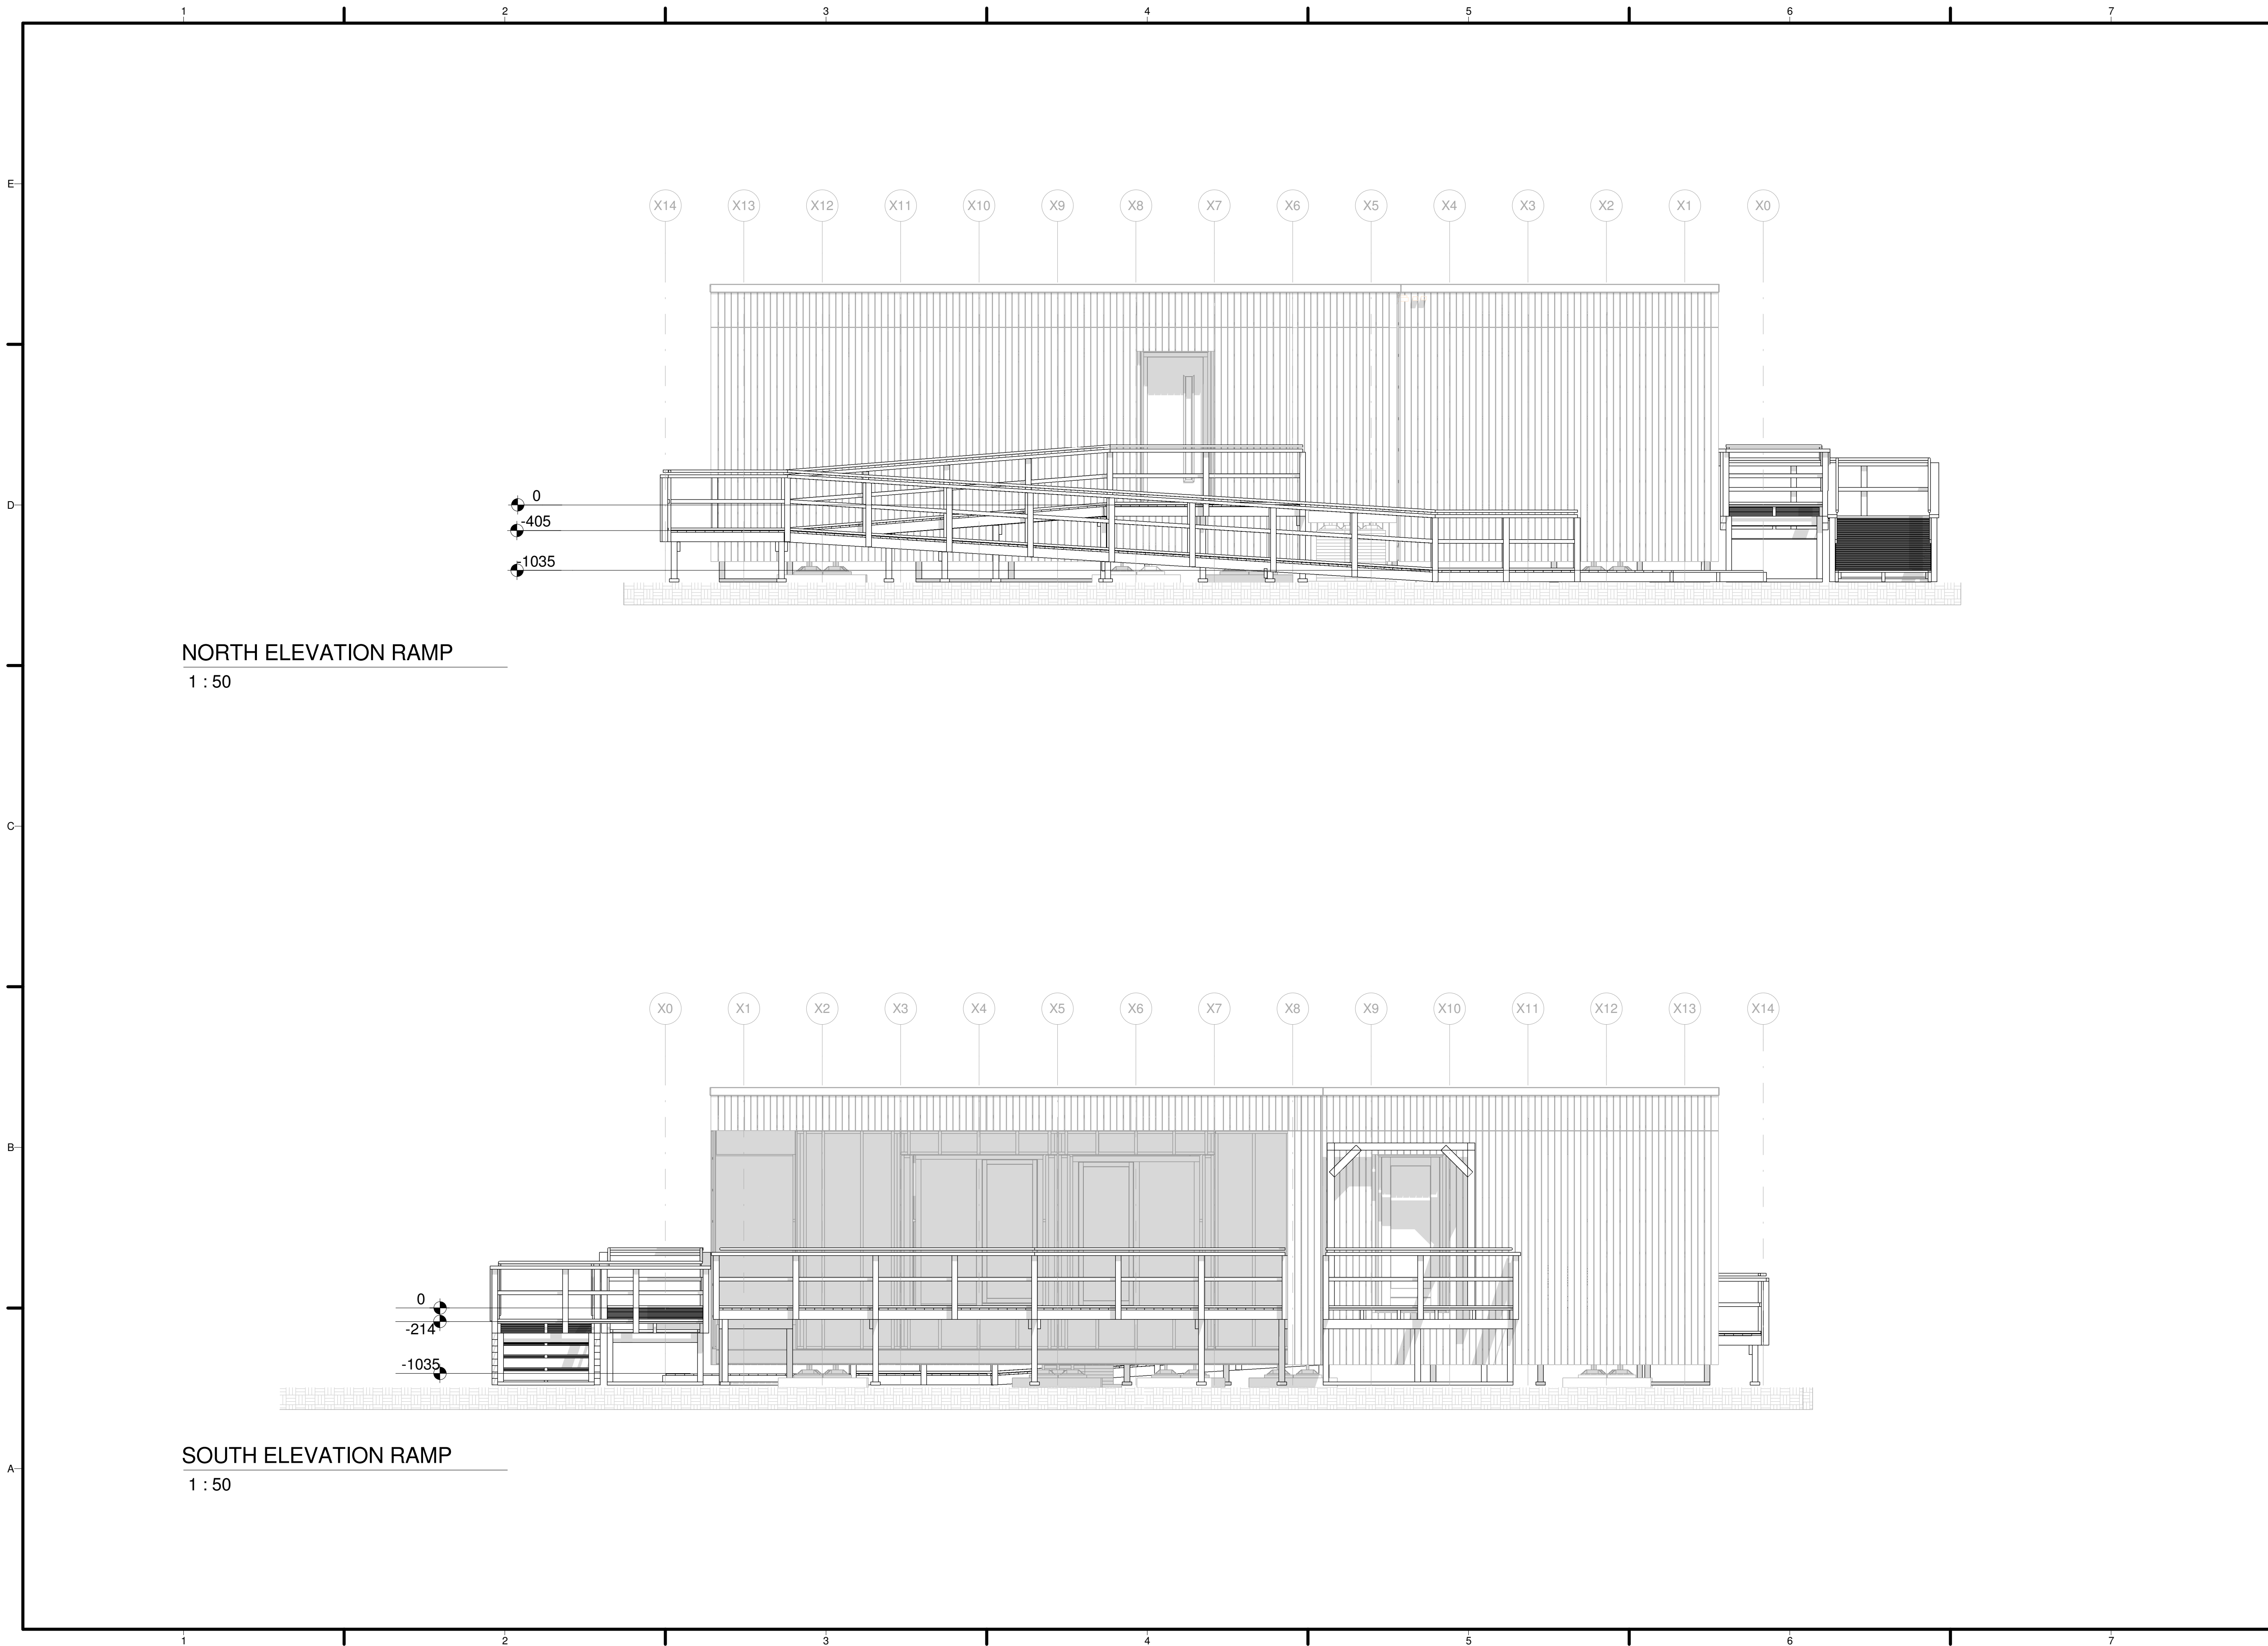 1 2 3 4 5 6 7
E
X14 X13 X12 X11 X10 X9 X8 X7 X6 X5 X4 X3 X2 X1 X0
D
0
-405
-1035
NORTH ELEVATION RAMP
1 : 50
C
X0 X1 X2 X3 X4 X5 X6 X7 X8 X9 X10 X11 X12 X13 X14
B
0
-214
-1035
SOUTH ELEVATION RAMP
A
1 : 50
1 2 3 4 5 6 7